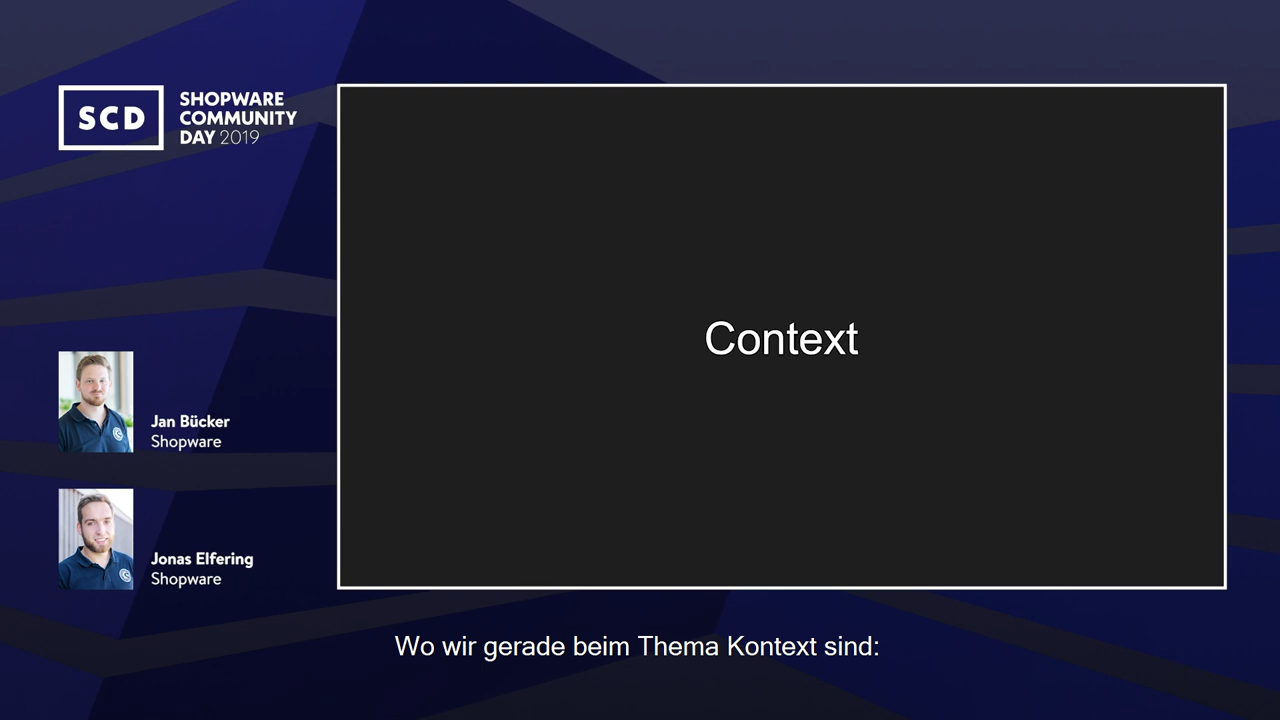 SCD
SHOPWARE
COMMUNITY
DAY 2019
Context
Jan Bücker
Shopware
Jonas Elfering
Shopware
Wo wir gerade beim Thema Kontext sind: